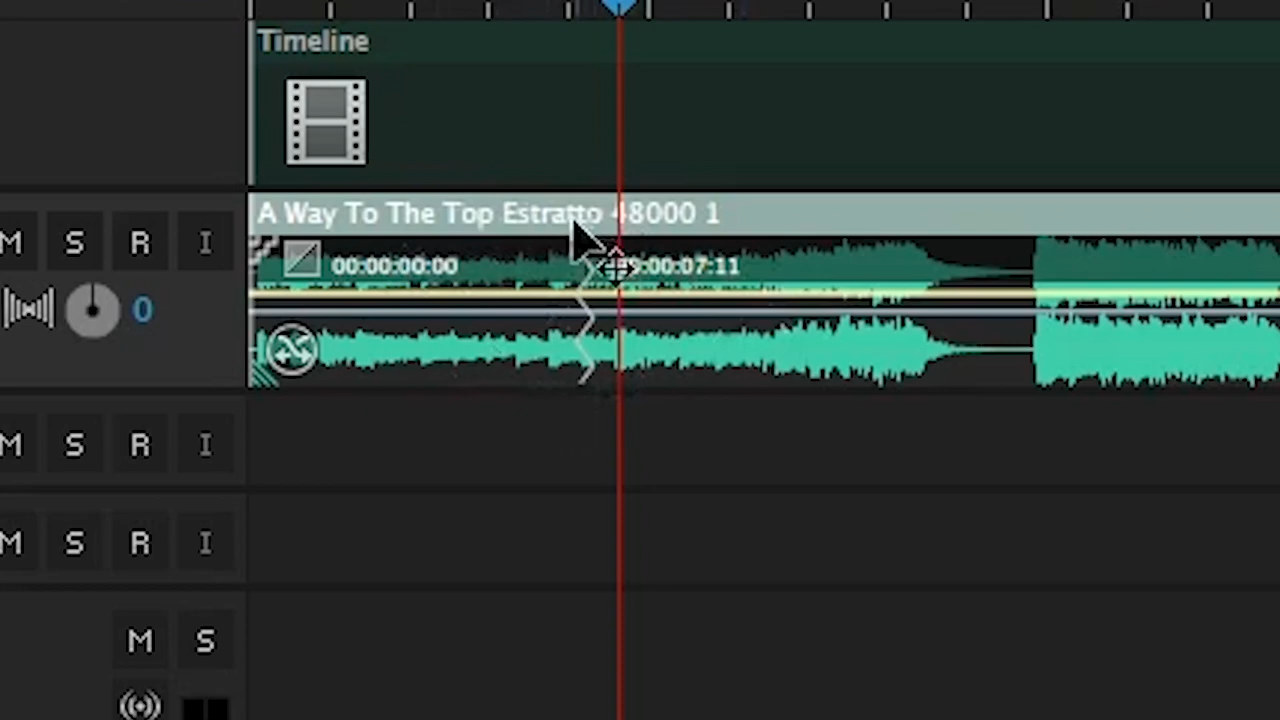 Timeline
A Way To The Top Estratto 48000 1
M S R I
00:00:00:00
:00:07:11
0
M S R I
M S R I
M S